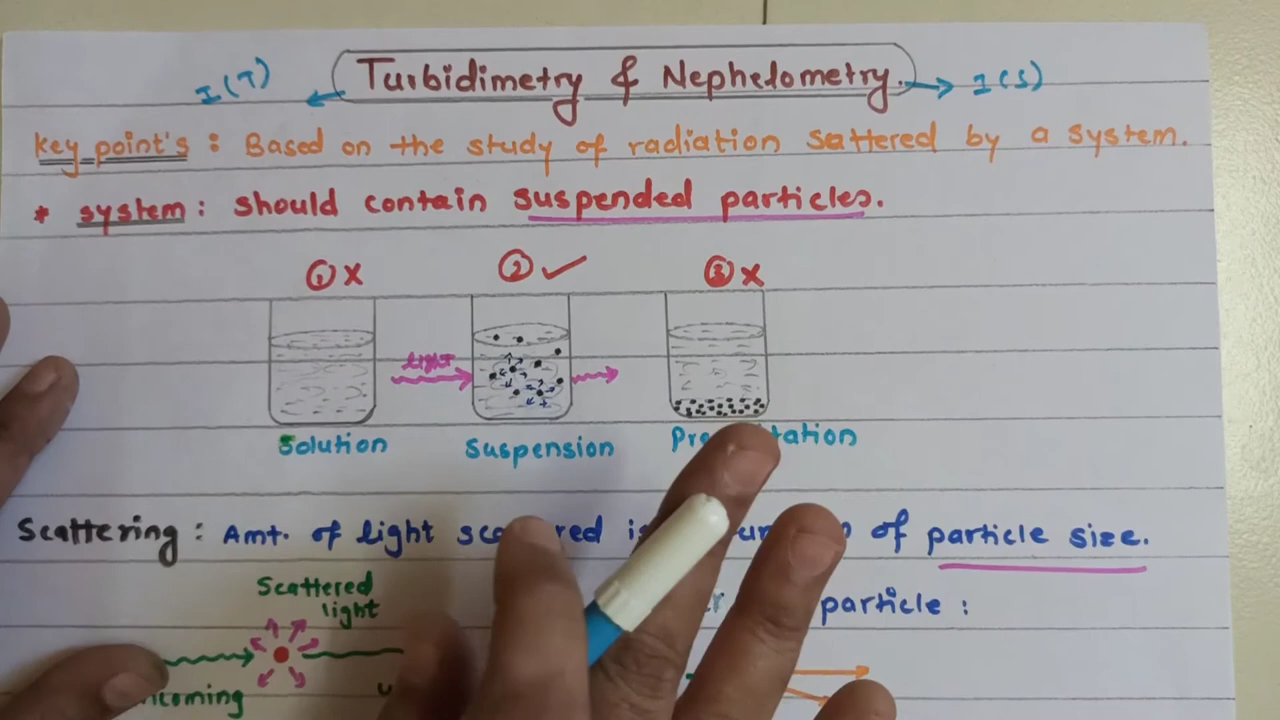 I(T) ← Turbidimetry & Nephelometry. → I(S)
Key point's : Based on the study of radiation sattered by a system.
* system : should contain suspended particles.
① × ② ✓ ③ ×
light
Solution Suspension
Scattering : Amt. of light of particle size.
Scattered
light
particle :